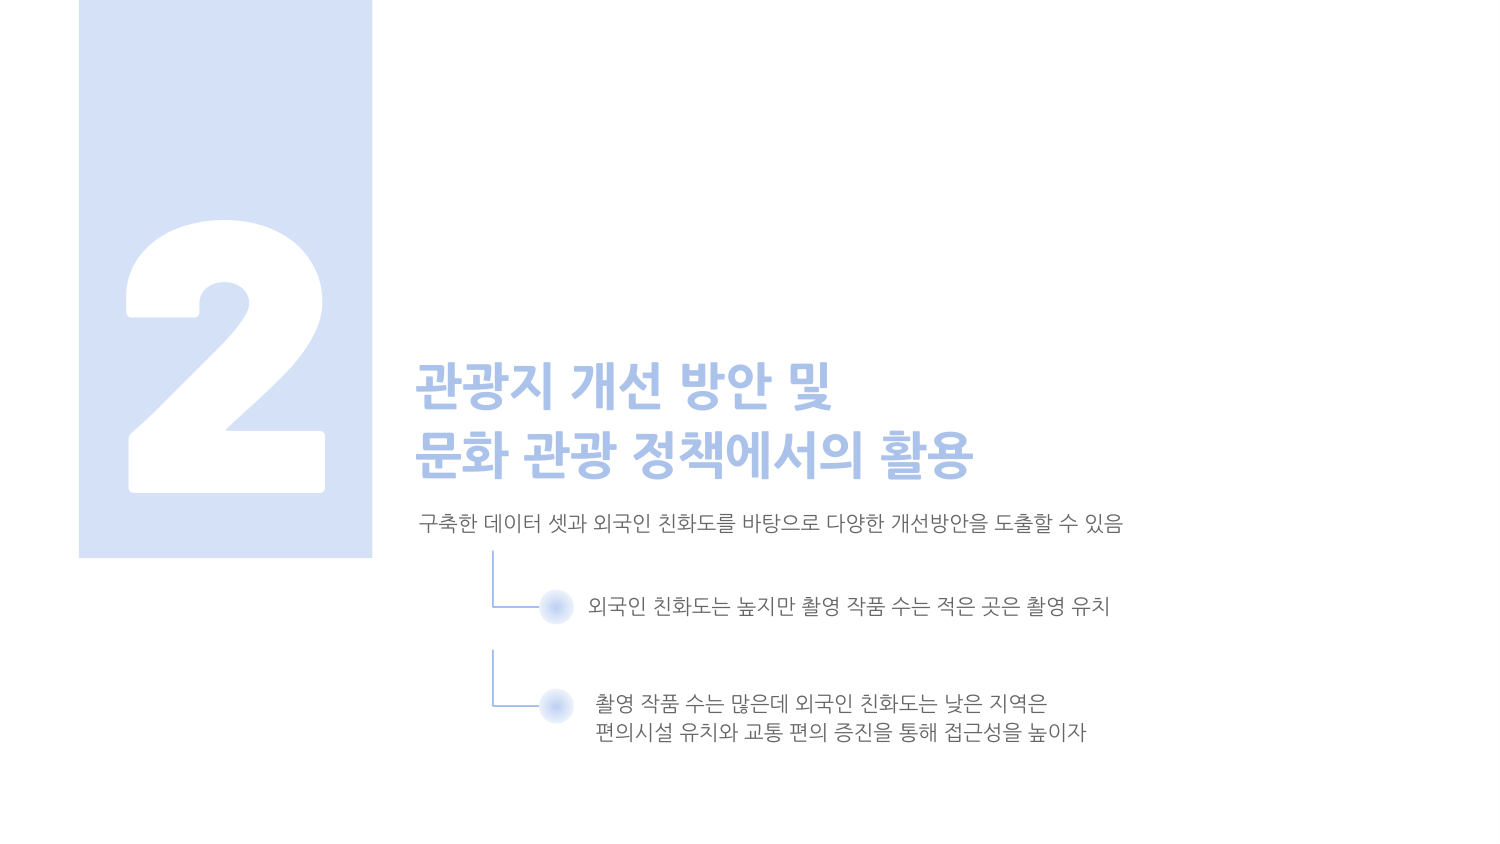 2
관광지 개선 방안 및
문화 관광 정책에서의 활용
구축한 데이터 셋과 외국인 친화도를 바탕으로 다양한 개선방안을 도출할 수 있음
외국인 친화도는 높지만 촬영 작품 수는 적은 곳은 촬영 유치
촬영 작품 수는 많은데 외국인 친화도는 낮은 지역은
편의시설 유치와 교통 편의 증진을 통해 접근성을 높이자